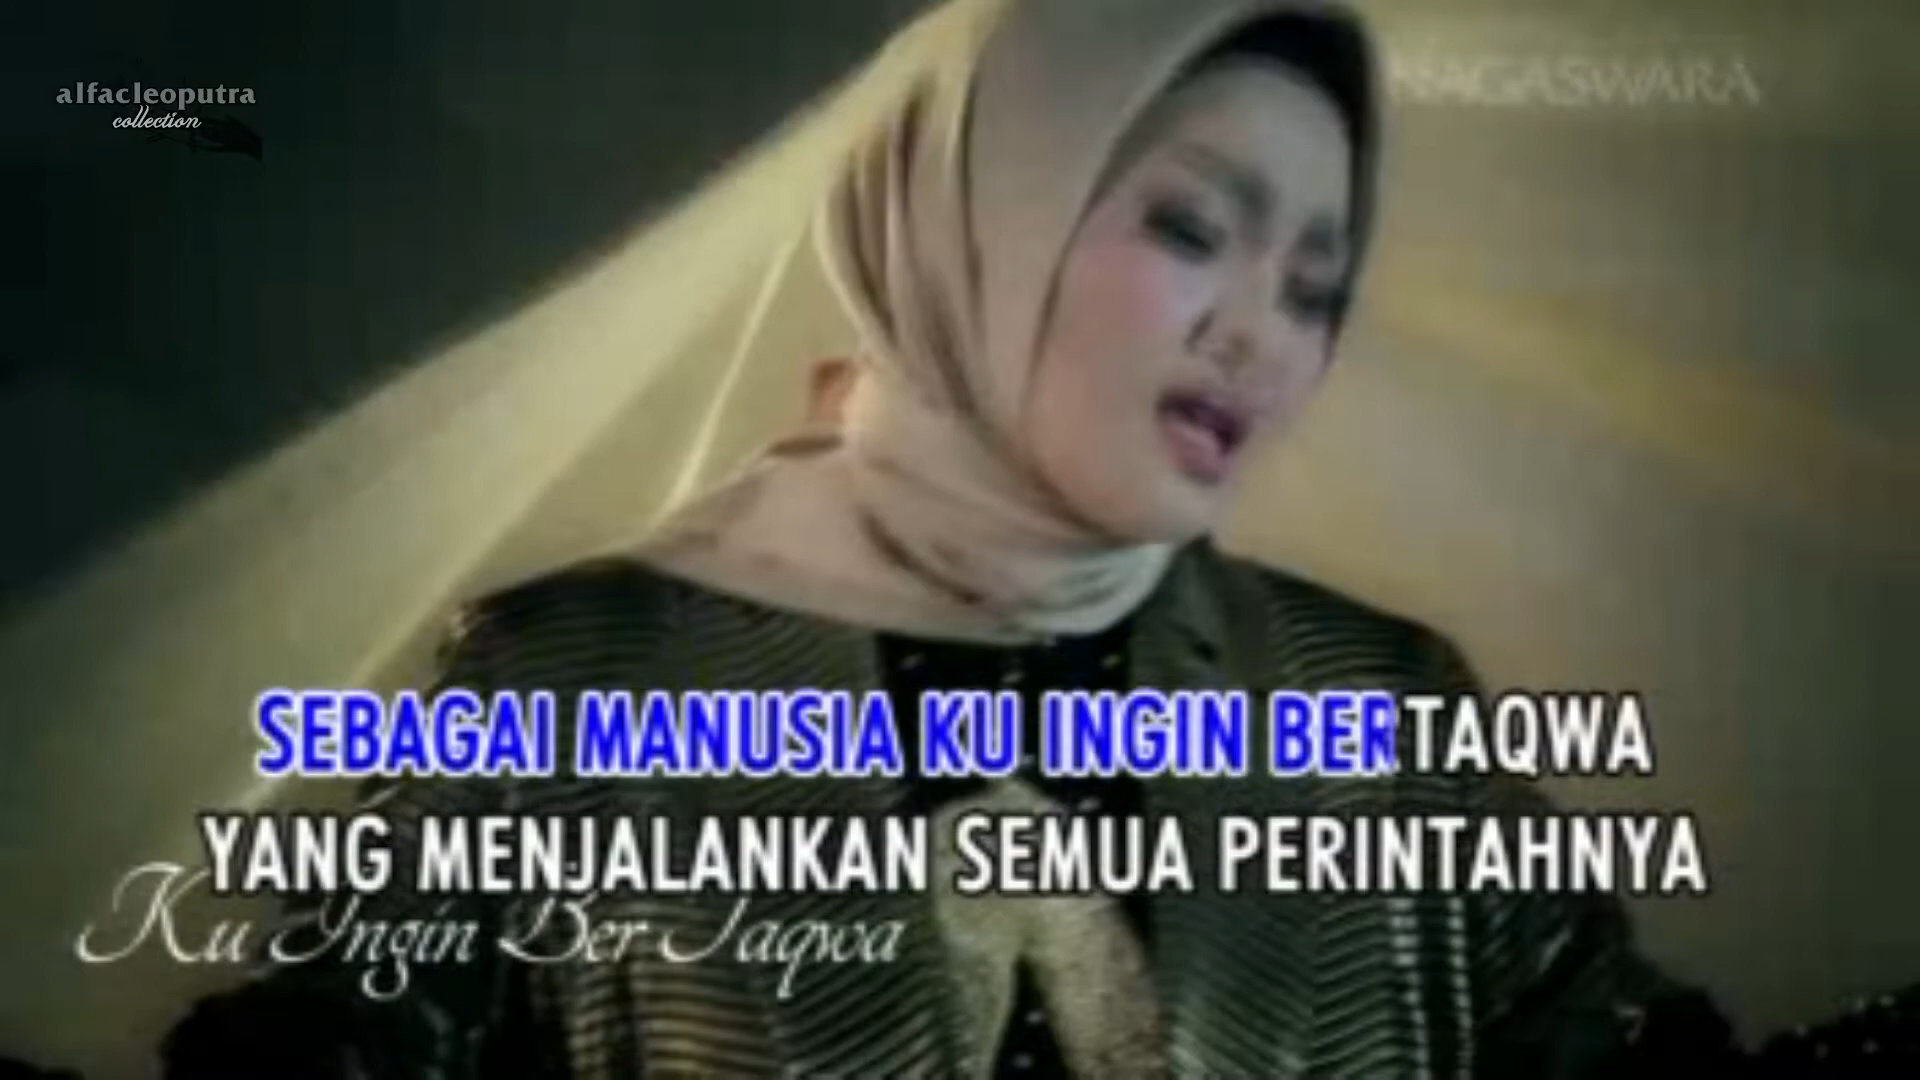 alfacleoputra
collection
NAGASWARA
SEBAGAI MANUSIA KU INGIN BERTAQWA
YANG MENJALANKAN SEMUA PERINTAHNYA
Ku Ingin Ber Taqwa